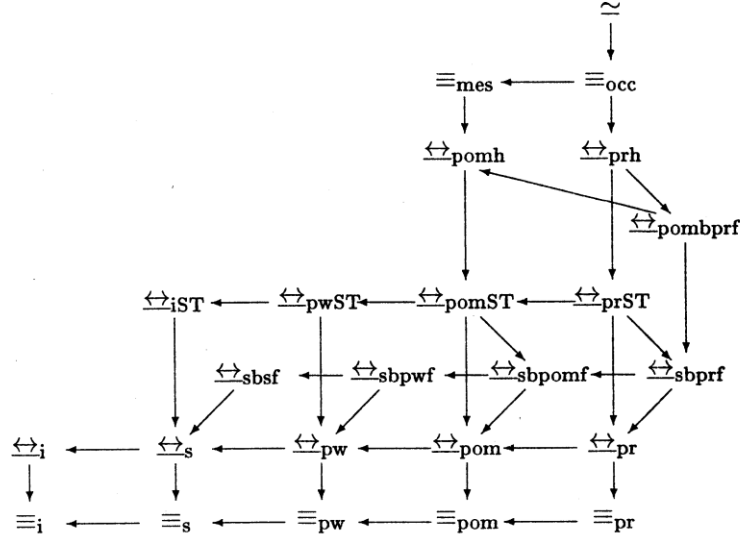 ≃
≡mes ≡occ
↔pomh ↔prh
↔pombprf
↔iST ↔pwST ↔pomST ↔prST
↔sbsf ↔sbpwf ↔sbpomf ↔sbprf
↔i ↔s ↔pw ↔pom ↔pr
≡i ≡s ≡pw ≡pom ≡pr